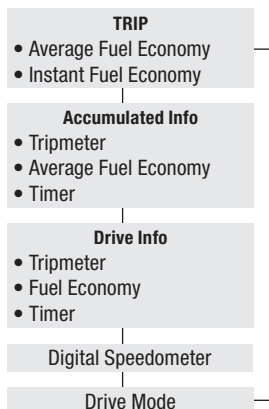 TRIP
• Average Fuel Economy
• Instant Fuel Economy
Accumulated Info
• Tripmeter
• Average Fuel Economy
• Timer
Drive Info
• Tripmeter
• Fuel Economy
• Timer
Digital Speedometer
Drive Mode